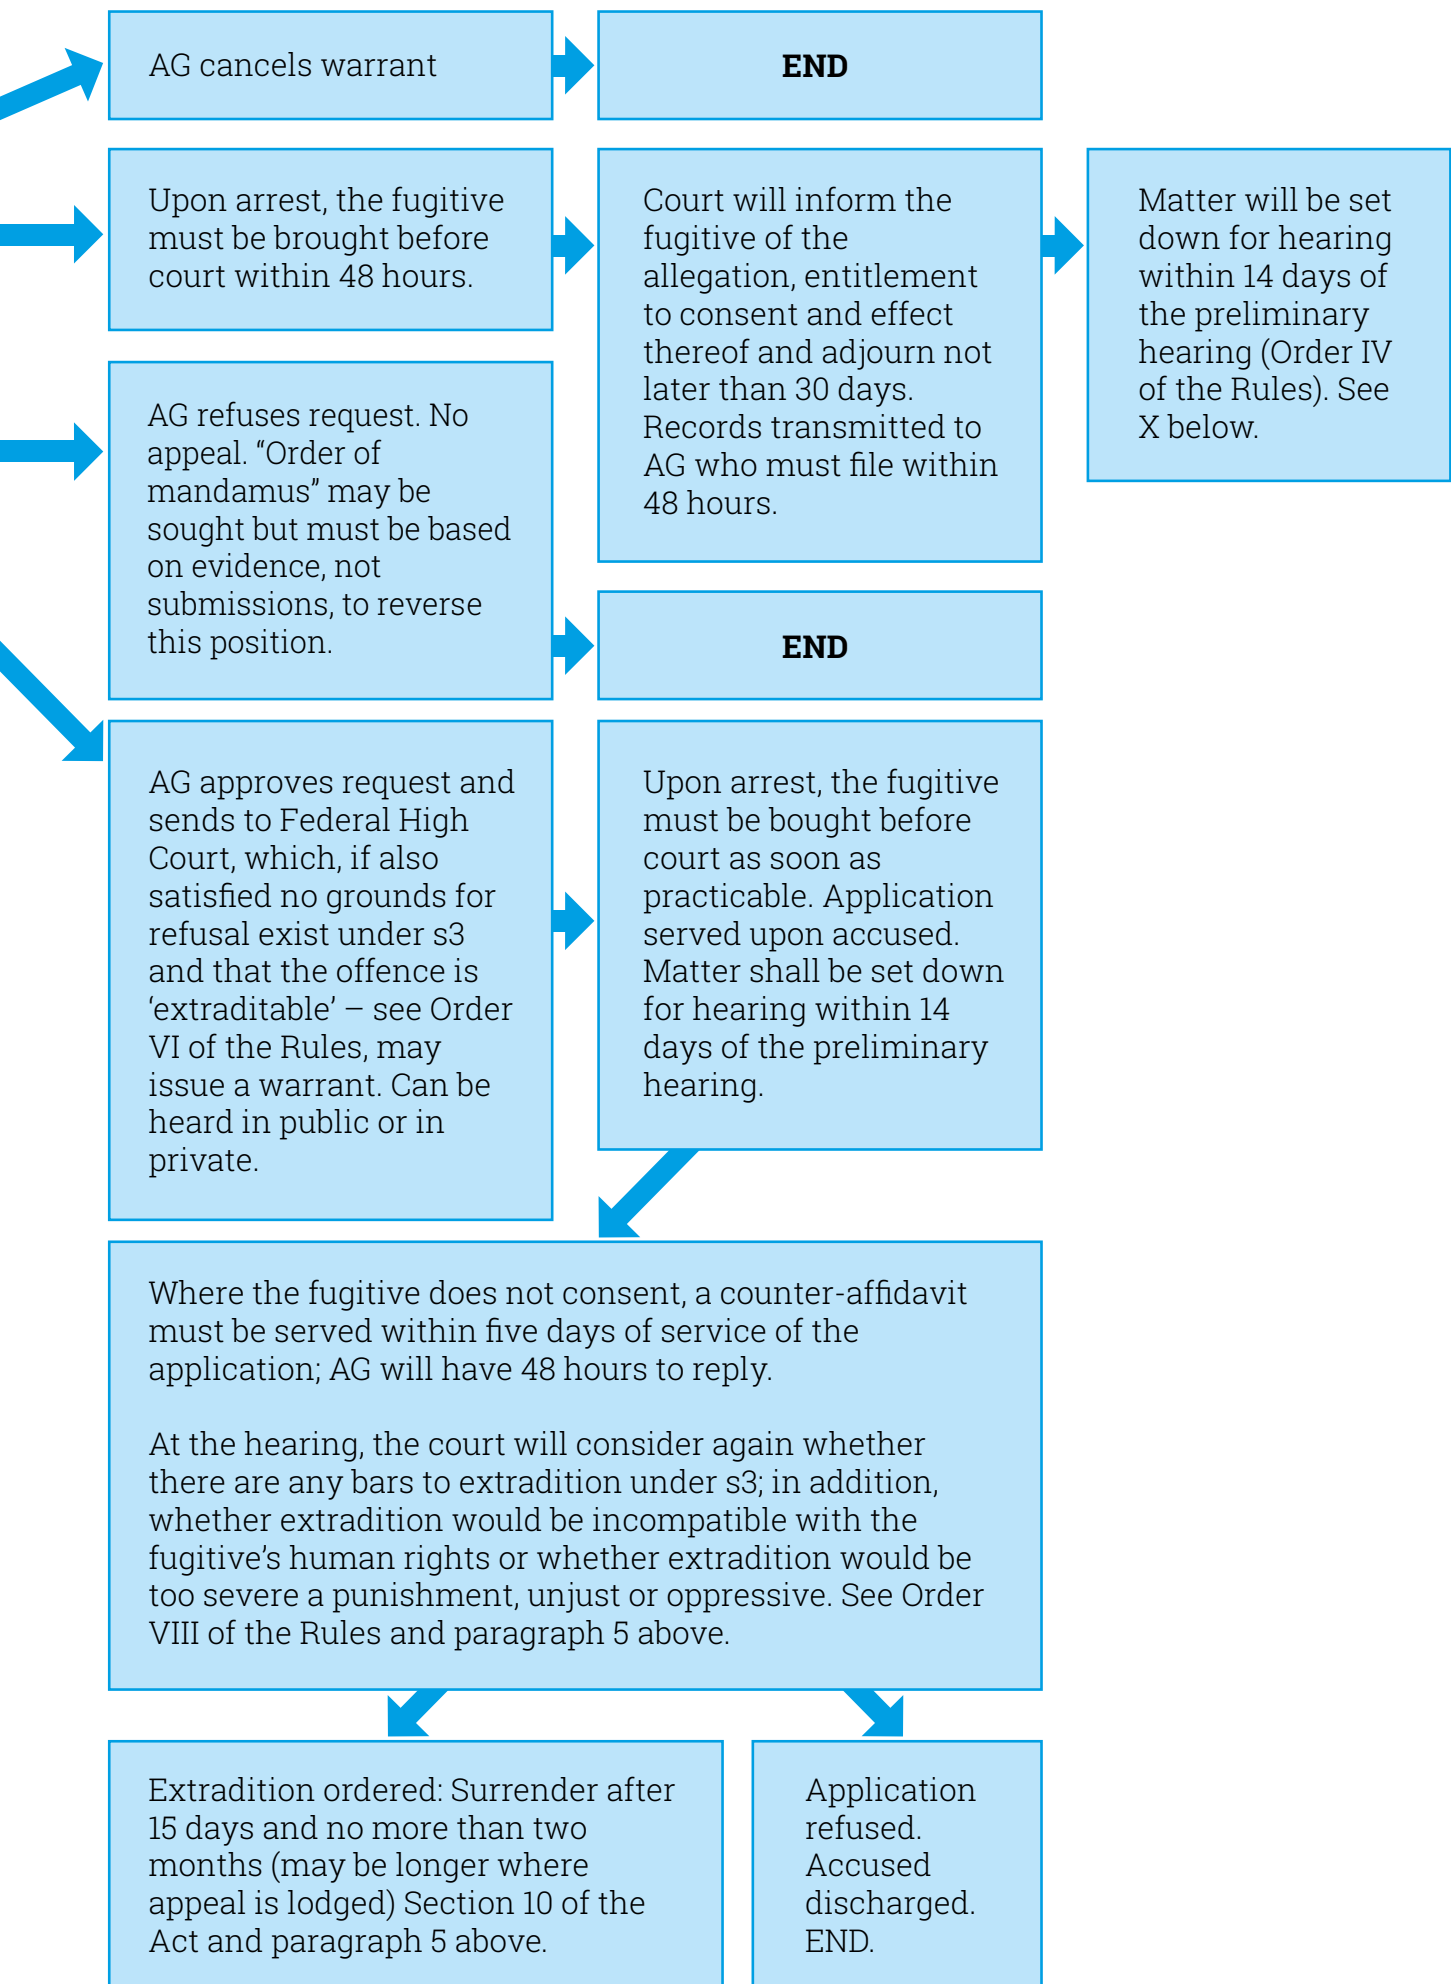 AG cancels warrant
END
Upon arrest, the fugitive
must be brought before
court within 48 hours.
Court will inform the
fugitive of the
allegation, entitlement
to consent and effect
thereof and adjourn not
later than 30 days.
Records transmitted to
AG who must file within
48 hours.
Matter will be set
down for hearing
within 14 days of
the preliminary
hearing (Order IV
of the Rules). See
X below.
AG refuses request. No
appeal. “Order of
mandamus” may be
sought but must be based
on evidence, not
submissions, to reverse
this position.
END
AG approves request and
sends to Federal High
Court, which, if also
satisfied no grounds for
refusal exist under s3
and that the offence is
‘extraditable’ – see Order
VI of the Rules, may
issue a warrant. Can be
heard in public or in
private.
Upon arrest, the fugitive
must be bought before
court as soon as
practicable. Application
served upon accused.
Matter shall be set down
for hearing within 14
days of the preliminary
hearing.
Where the fugitive does not consent, a counter-affidavit
must be served within five days of service of the
application; AG will have 48 hours to reply.
At the hearing, the court will consider again whether
there are any bars to extradition under s3; in addition,
whether extradition would be incompatible with the
fugitive’s human rights or whether extradition would be
too severe a punishment, unjust or oppressive. See Order
VIII of the Rules and paragraph 5 above.
Extradition ordered: Surrender after
15 days and no more than two
months (may be longer where
appeal is lodged) Section 10 of the
Act and paragraph 5 above.
Application
refused.
Accused
discharged.
END.